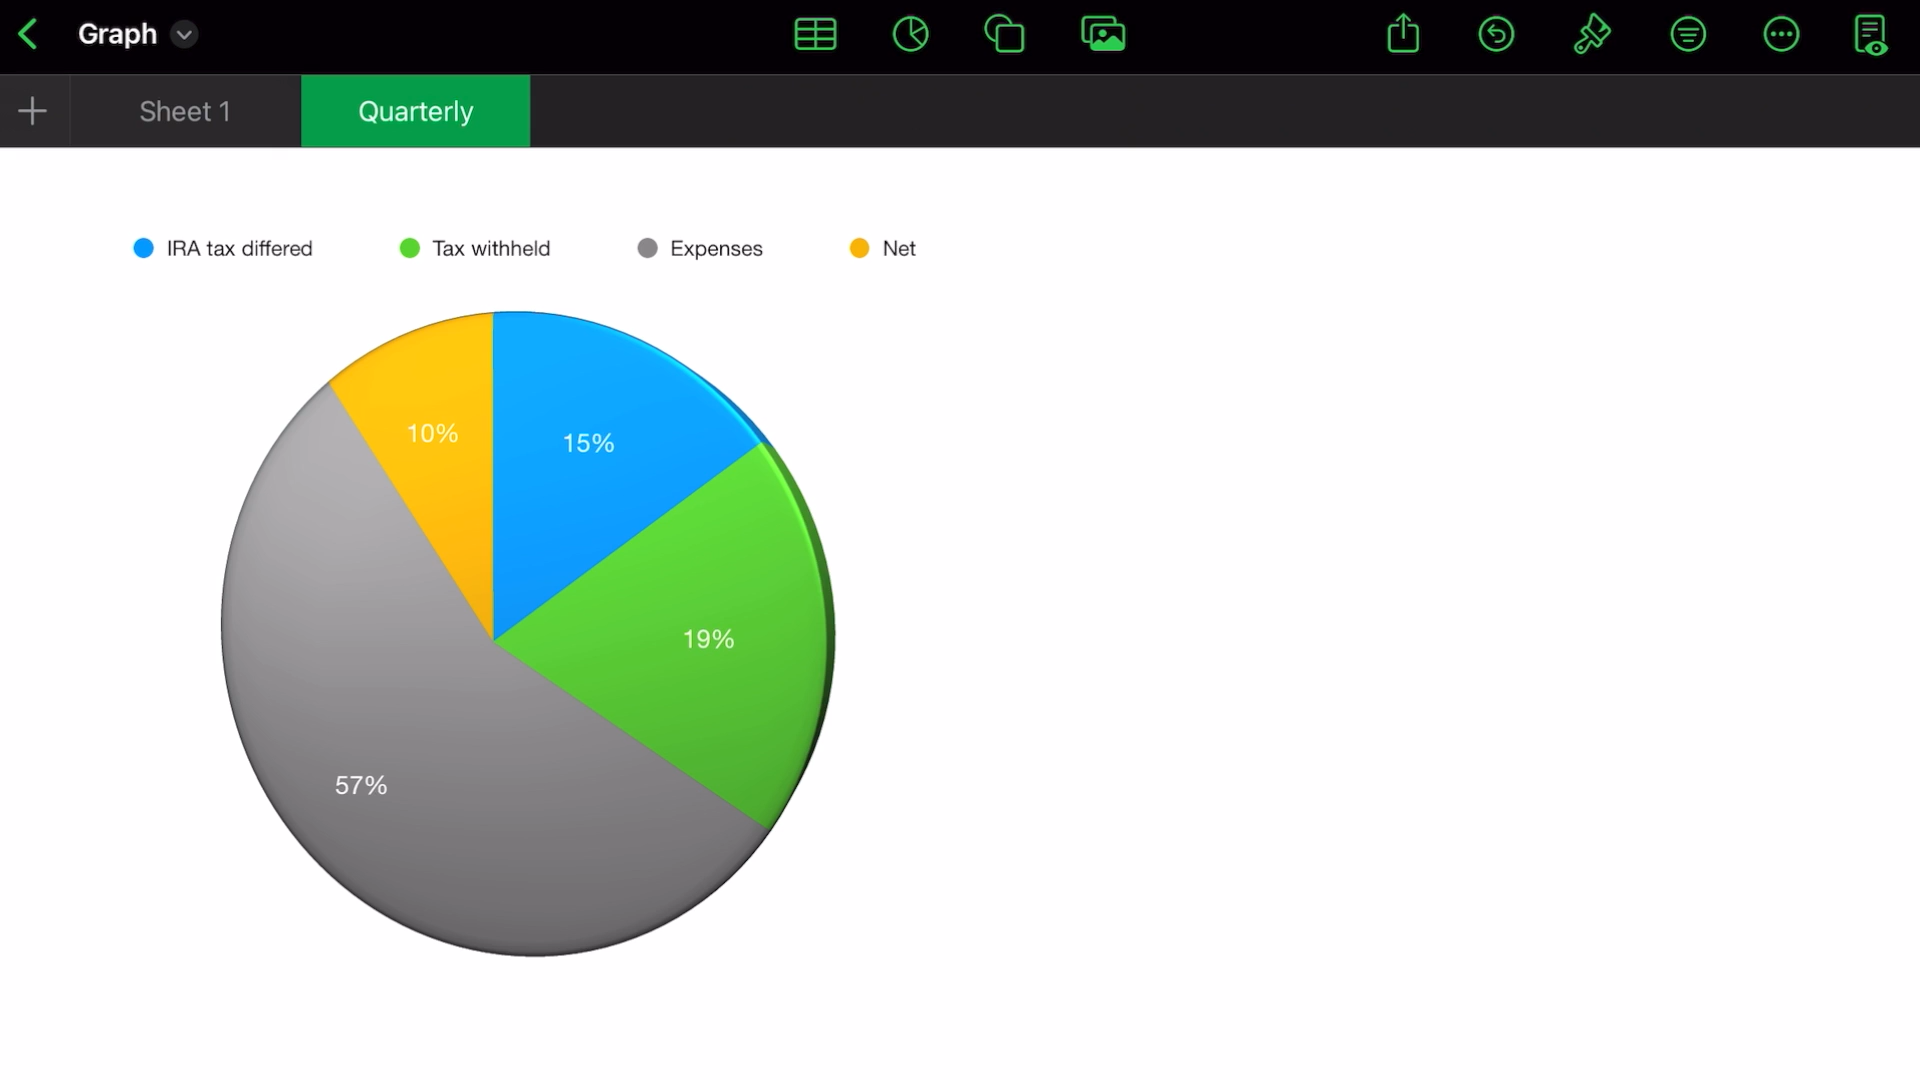 Graph
Sheet 1
Quarterly
IRA tax differed
Tax withheld
Expenses
Net
10%
15%
19%
57%